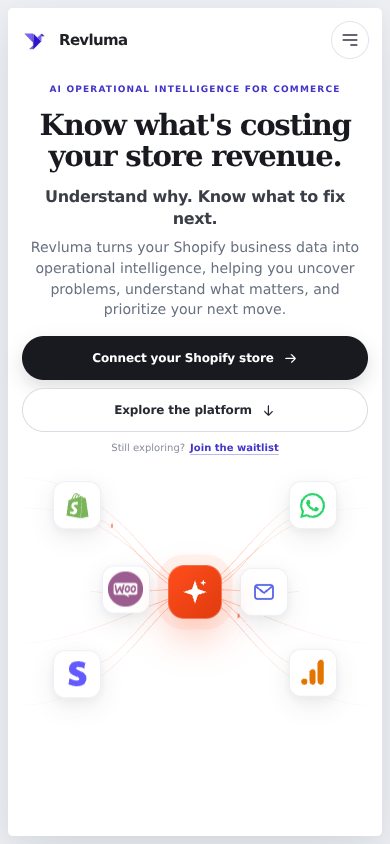 Revluma
AI OPERATIONAL INTELLIGENCE FOR COMMERCE
Know what's costing
your store revenue.
Understand why. Know what to fix
next.
Revluma turns your Shopify business data into
operational intelligence, helping you uncover
problems, understand what matters, and
prioritize your next move.
Connect your Shopify store →
Explore the platform ↓
Still exploring? Join the waitlist
S
WOO
S